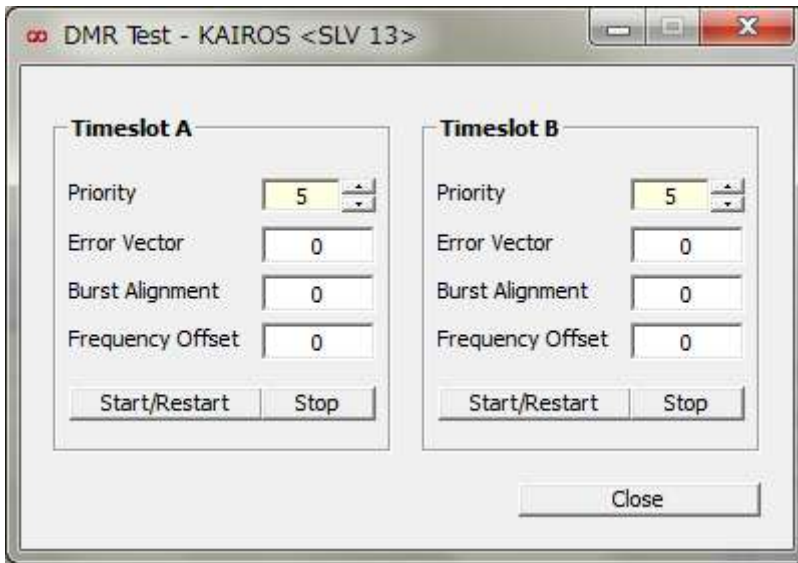 DMR Test - KAIROS <SLV 13>
Timeslot A
Priority 5
Error Vector 0
Burst Alignment 0
Frequency Offset 0
Start/Restart Stop
Timeslot B
Priority 5
Error Vector 0
Burst Alignment 0
Frequency Offset 0
Start/Restart Stop
Close